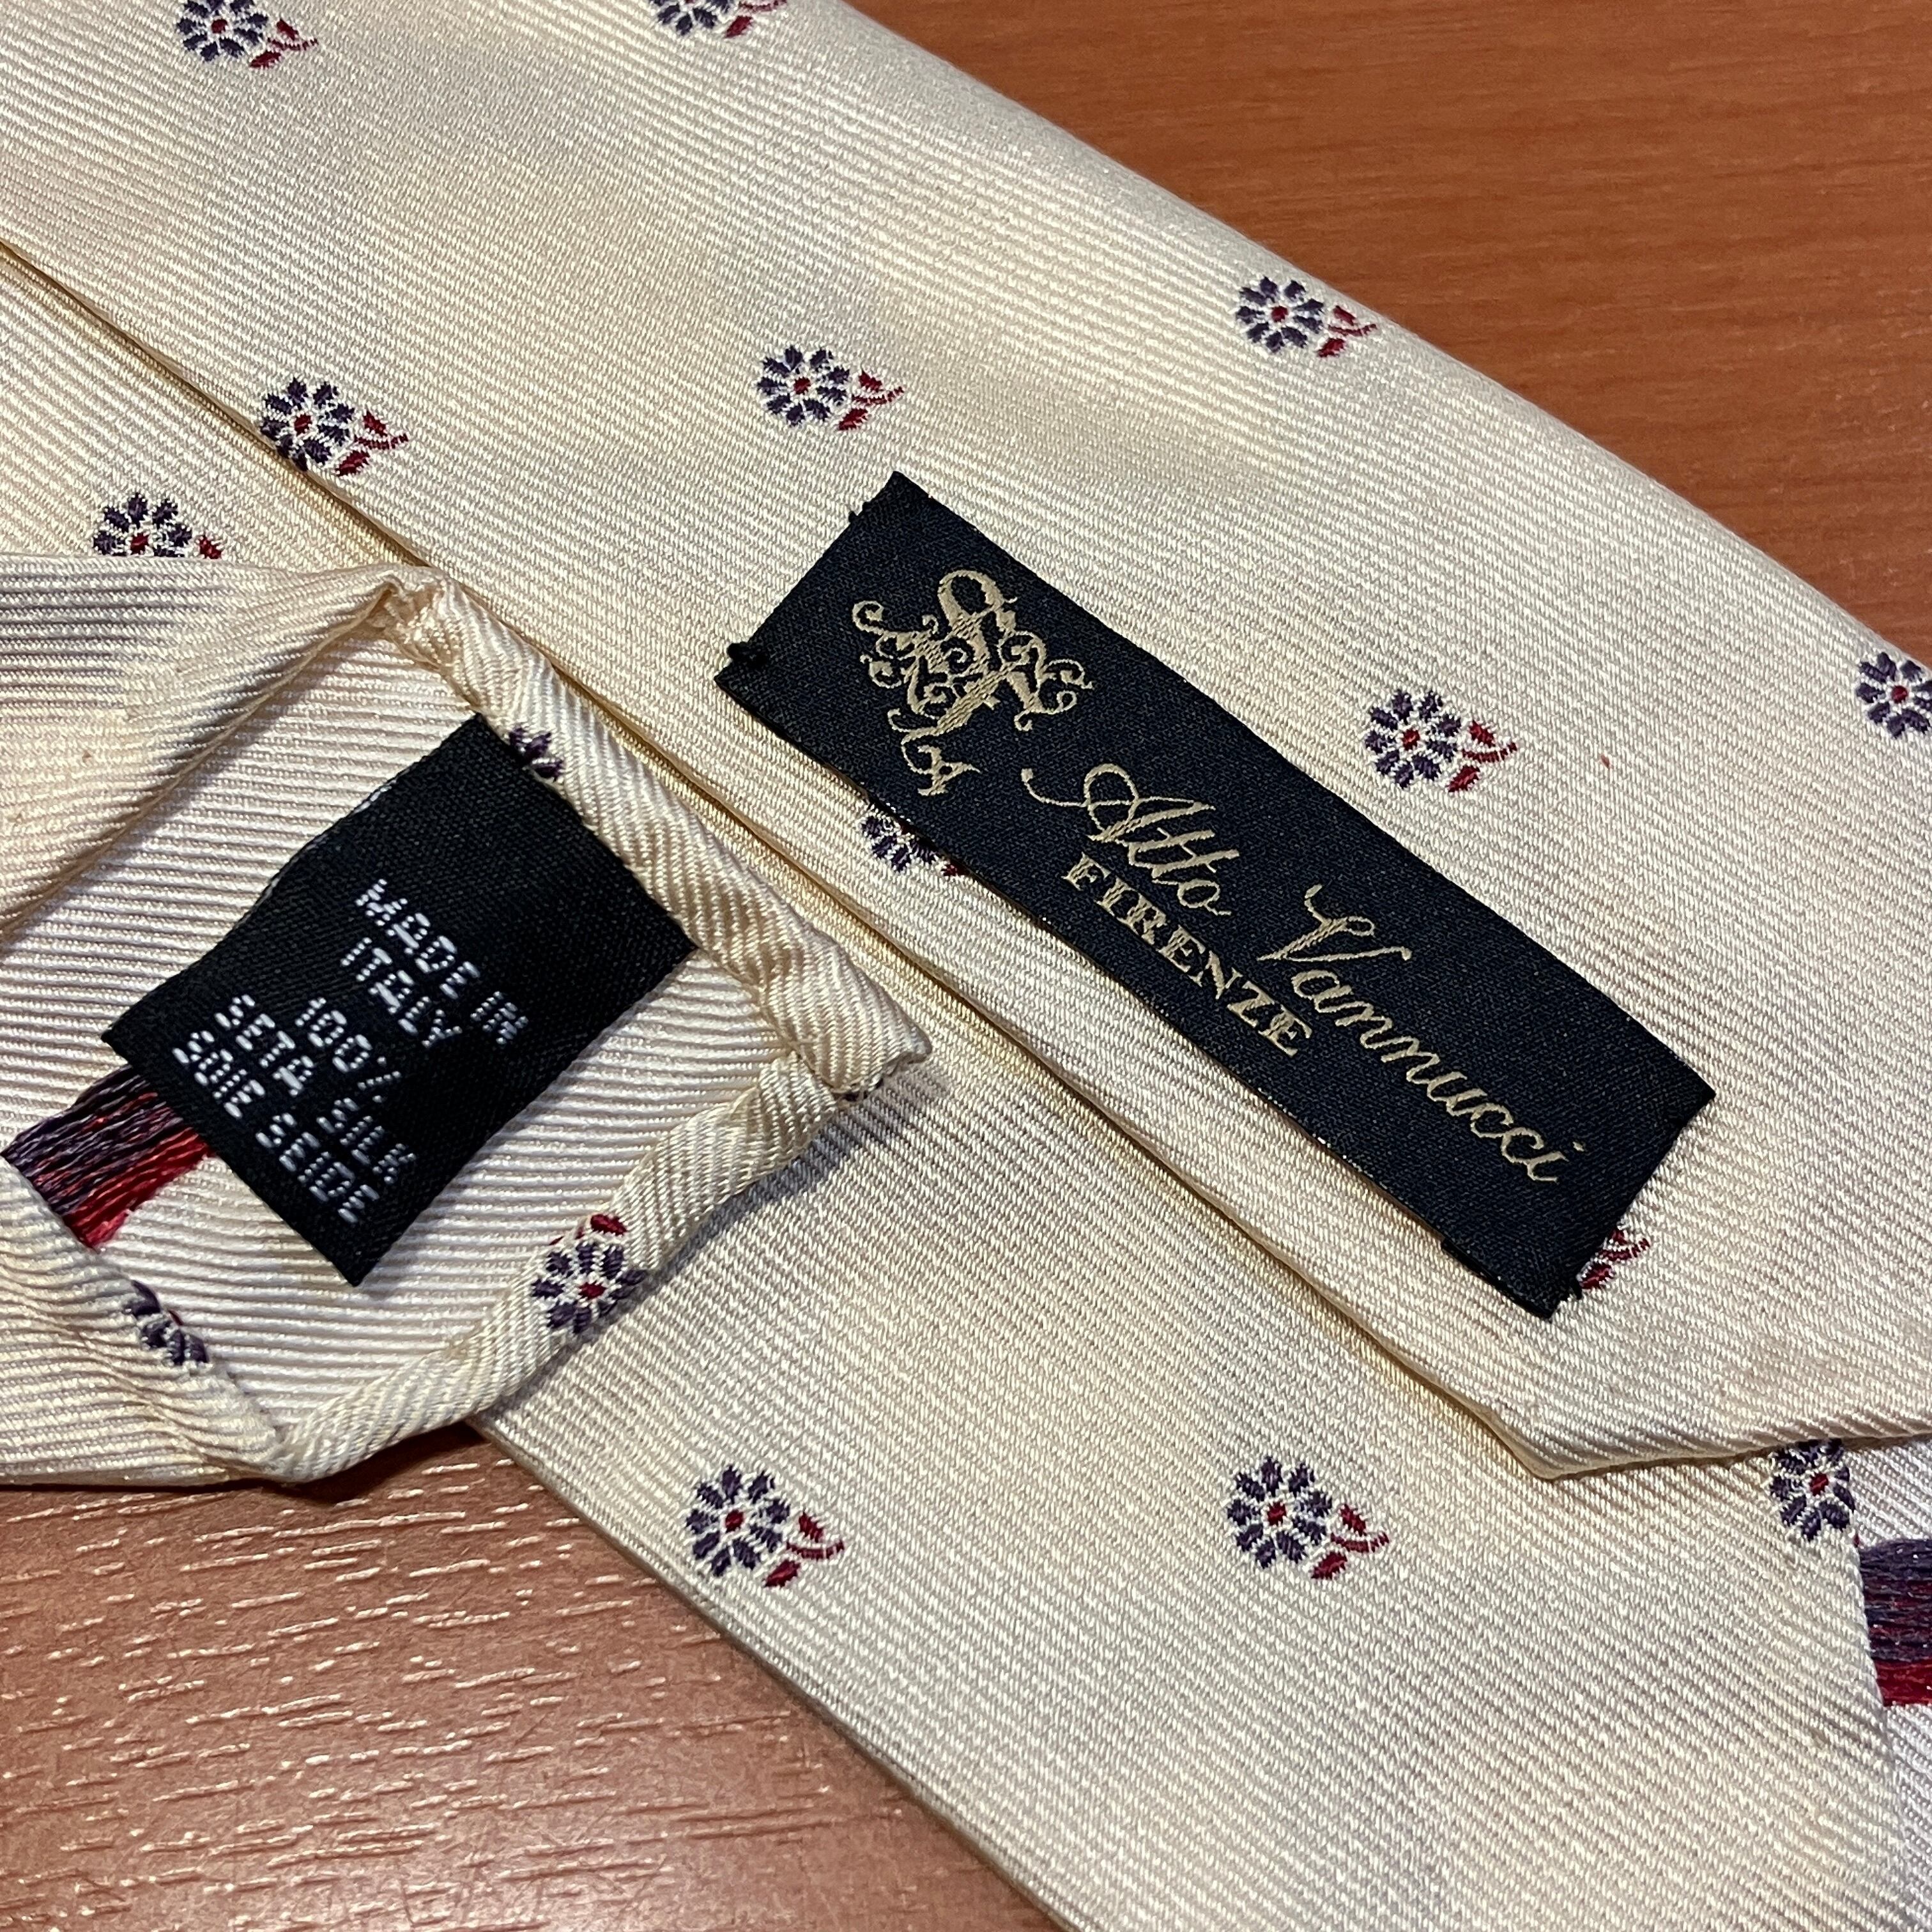 Atto Vannucci
FIRENZE
MADE IN
ITALY
100%
SETA SILK
SOIE SEIDE